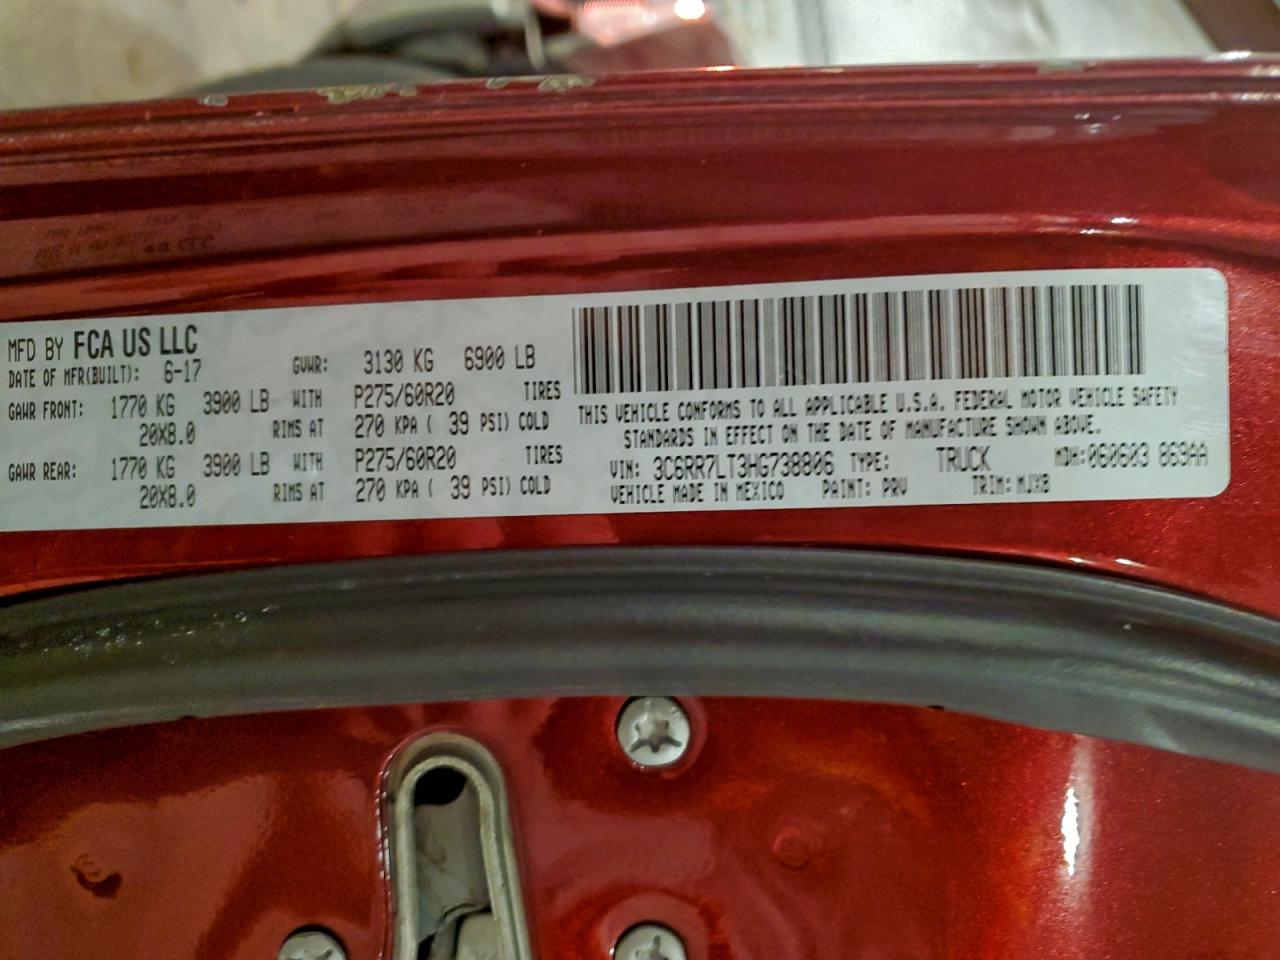 MFD BY FCA US LLC
DATE OF MFR(BUILT): 6-17 GVWR: 3130 KG 6900 LB
GAWR FRONT: 1770 KG 3900 LB WITH P275/60R20 TIRES
20X8.0 RIMS AT 270 KPA ( 39 PSI) COLD
GAWR REAR: 1770 KG 3900 LB WITH P275/60R20 TIRES
20X8.0 RIMS AT 270 KPA ( 39 PSI) COLD
THIS VEHICLE CONFORMS TO ALL APPLICABLE U.S.A. FEDERAL MOTOR VEHICLE SAFETY
STANDARDS IN EFFECT ON THE DATE OF MANUFACTURE SHOWN ABOVE.
VIN: 3C6RR7LT3HG738806 TYPE: TRUCK MDH:060603 869AA
VEHICLE MADE IN MEXICO PAINT: PRV TRIM: